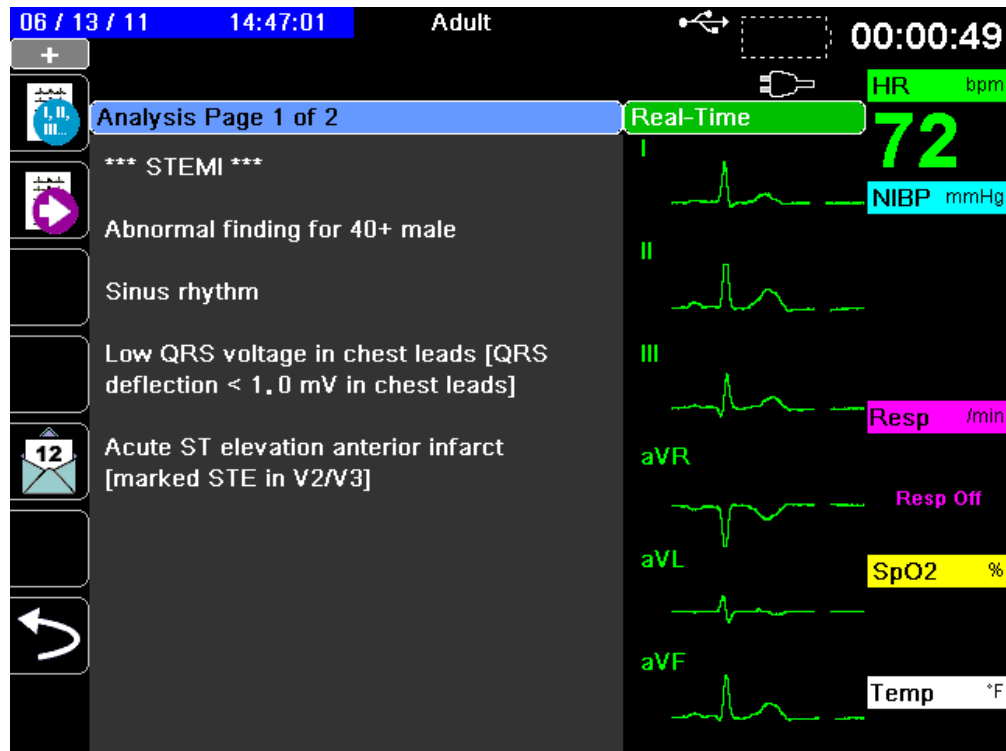 06 / 13 / 11 14:47:01 Adult
00:00:49
+
I, II,
III...
Analysis Page 1 of 2
Real-Time
HR bpm
72
*** STEMI ***
I
NIBP mmHg
Abnormal finding for 40+ male
II
Sinus rhythm
Low QRS voltage in chest leads [QRS
deflection < 1.0 mV in chest leads]
III
Resp /min
12
Acute ST elevation anterior infarct
[marked STE in V2/V3]
aVR
Resp Off
aVL
SpO2 %
aVF
Temp °F